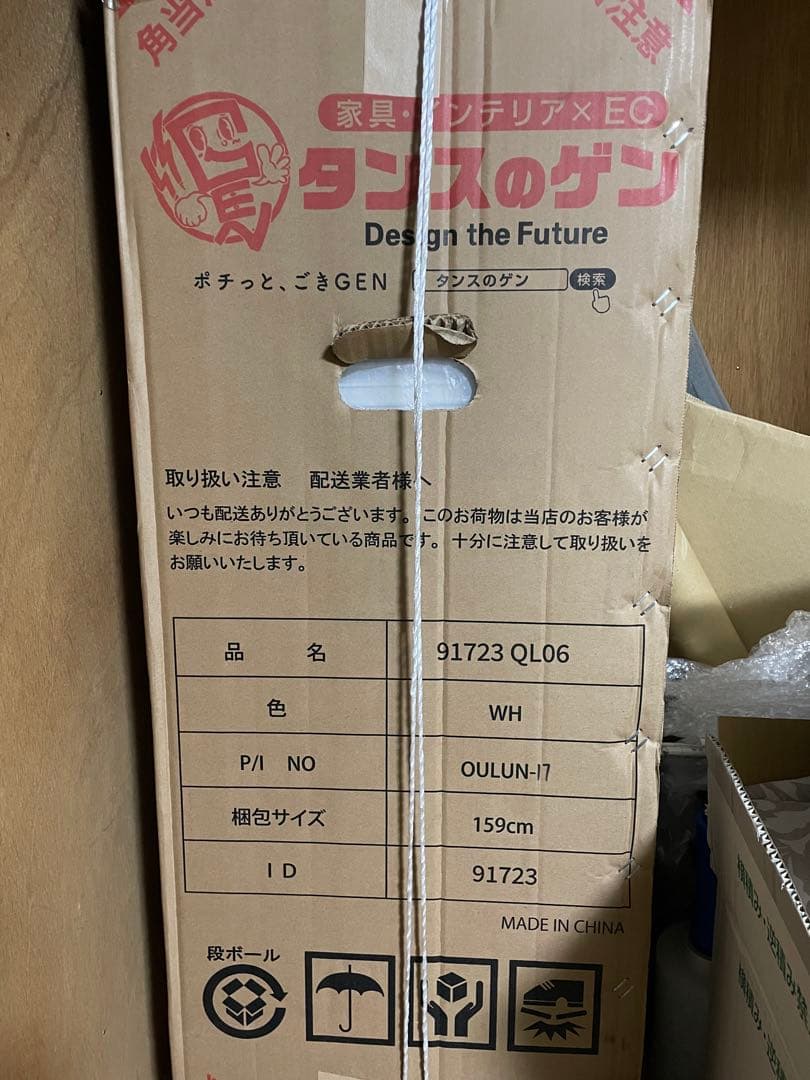 角当
注意
家具・インテリア×EC
タンスのゲン
Design the Future
ポチっと、ごきGEN タンスのゲン 検索
取り扱い注意 配送業者様へ
いつも配送ありがとうございます。このお荷物は当店のお客様が
楽しみにお待ち頂いている商品です。十分に注意して取り扱いを
お願いいたします。
品 名 91723 QL06
色 WH
P/I NO OULUN-17
梱包サイズ 159cm
ID 91723
MADE IN CHINA
段ボール